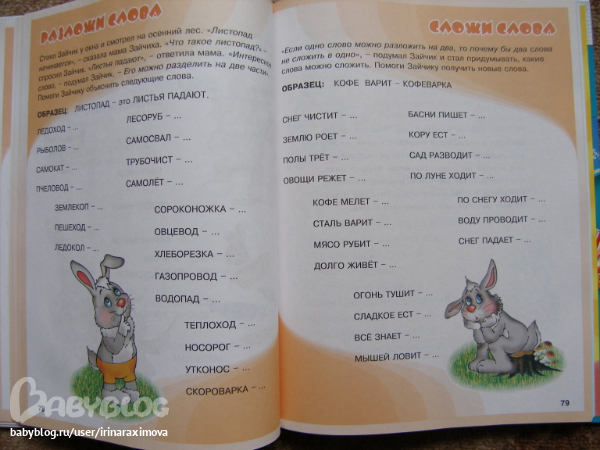 РАЗЛОЖИ СЛОВА
Стоял Зайчик у окна и смотрел на осенний лес. «Листопад
начинается», – сказала мама Зайчиха. «Что такое листопад?» –
спросил Зайчик. «Листья падают», – ответила мама. «Интересное
слово, – подумал Зайчик. – Его можно разделить на две части».
Помоги Зайчику объяснить следующие слова.
ОБРАЗЕЦ: ЛИСТОПАД – это ЛИСТЬЯ ПАДАЮТ.
ЛЕДОХОД – ...
РЫБОЛОВ – ...
САМОКАТ – ...
ПЧЕЛОВОД – ...
ЛЕСОРУБ – ...
САМОСВАЛ – ...
ТРУБОЧИСТ – ...
САМОЛЁТ – ...
ЗЕМЛЕКОП – ...
ПЕШЕХОД – ...
ЛЕДОКОЛ – ...
СОРОКОНОЖКА – ...
ОВЦЕВОД – ...
ХЛЕБОРЕЗКА – ...
ГАЗОПРОВОД – ...
ВОДОПАД – ...
ТЕПЛОХОД – ...
НОСОРОГ – ...
УТКОНОС – ...
СКОРОВАРКА – ...
СЛОЖИ СЛОВА
«Если одно слово можно разложить на два, то почему бы два слова
не сложить в одно», – подумал Зайчик и стал придумывать, какие
слова можно сложить. Помоги Зайчику получить новые слова.
ОБРАЗЕЦ: КОФЕ ВАРИТ – КОФЕВАРКА
СНЕГ ЧИСТИТ – ...
ЗЕМЛЮ РОЕТ – ...
ПОЛЫ ТРЁТ – ...
ОВОЩИ РЕЖЕТ – ...
БАСНИ ПИШЕТ – ...
КОРУ ЕСТ – ...
САД РАЗВОДИТ – ...
ПО ЛУНЕ ХОДИТ – ...
КОФЕ МЕЛЕТ – ...
СТАЛЬ ВАРИТ – ...
МЯСО РУБИТ – ...
ДОЛГО ЖИВЁТ – ...
ПО СНЕГУ ХОДИТ – ...
ВОДУ ПРОВОДИТ – ...
СНЕГ ПАДАЕТ – ...
ОГОНЬ ТУШИТ – ...
СЛАДКОЕ ЕСТ – ...
ВСЁ ЗНАЕТ – ...
МЫШЕЙ ЛОВИТ – ...
79
BABYBLOG
babyblog.ru/user/irinaraximova